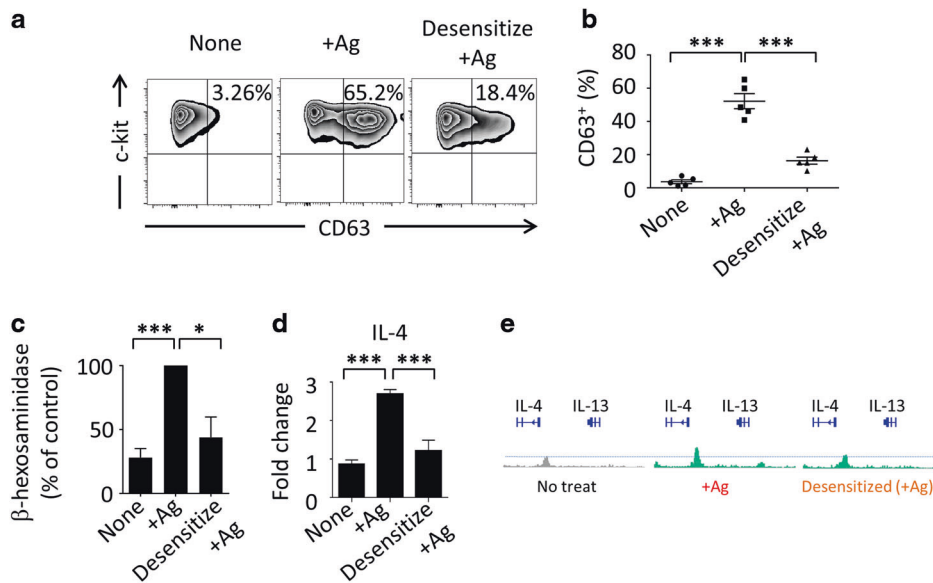 a
None
+Ag
Desensitize
+Ag
3.26%
65.2%
18.4%
c-kit
CD63
b
*** ***
CD63⁺ (%)
80
60
40
20
0
None
+Ag
Desensitize
+Ag
c
*** *
β-hexosaminidase
(% of control)
100
50
0
None
+Ag
Desensitize
+Ag
d
IL-4
*** ***
Fold change
3
2
1
0
None
+Ag
Desensitize
+Ag
e
IL-4 IL-13 IL-4 IL-13 IL-4 IL-13
No treat +Ag Desensitized (+Ag)